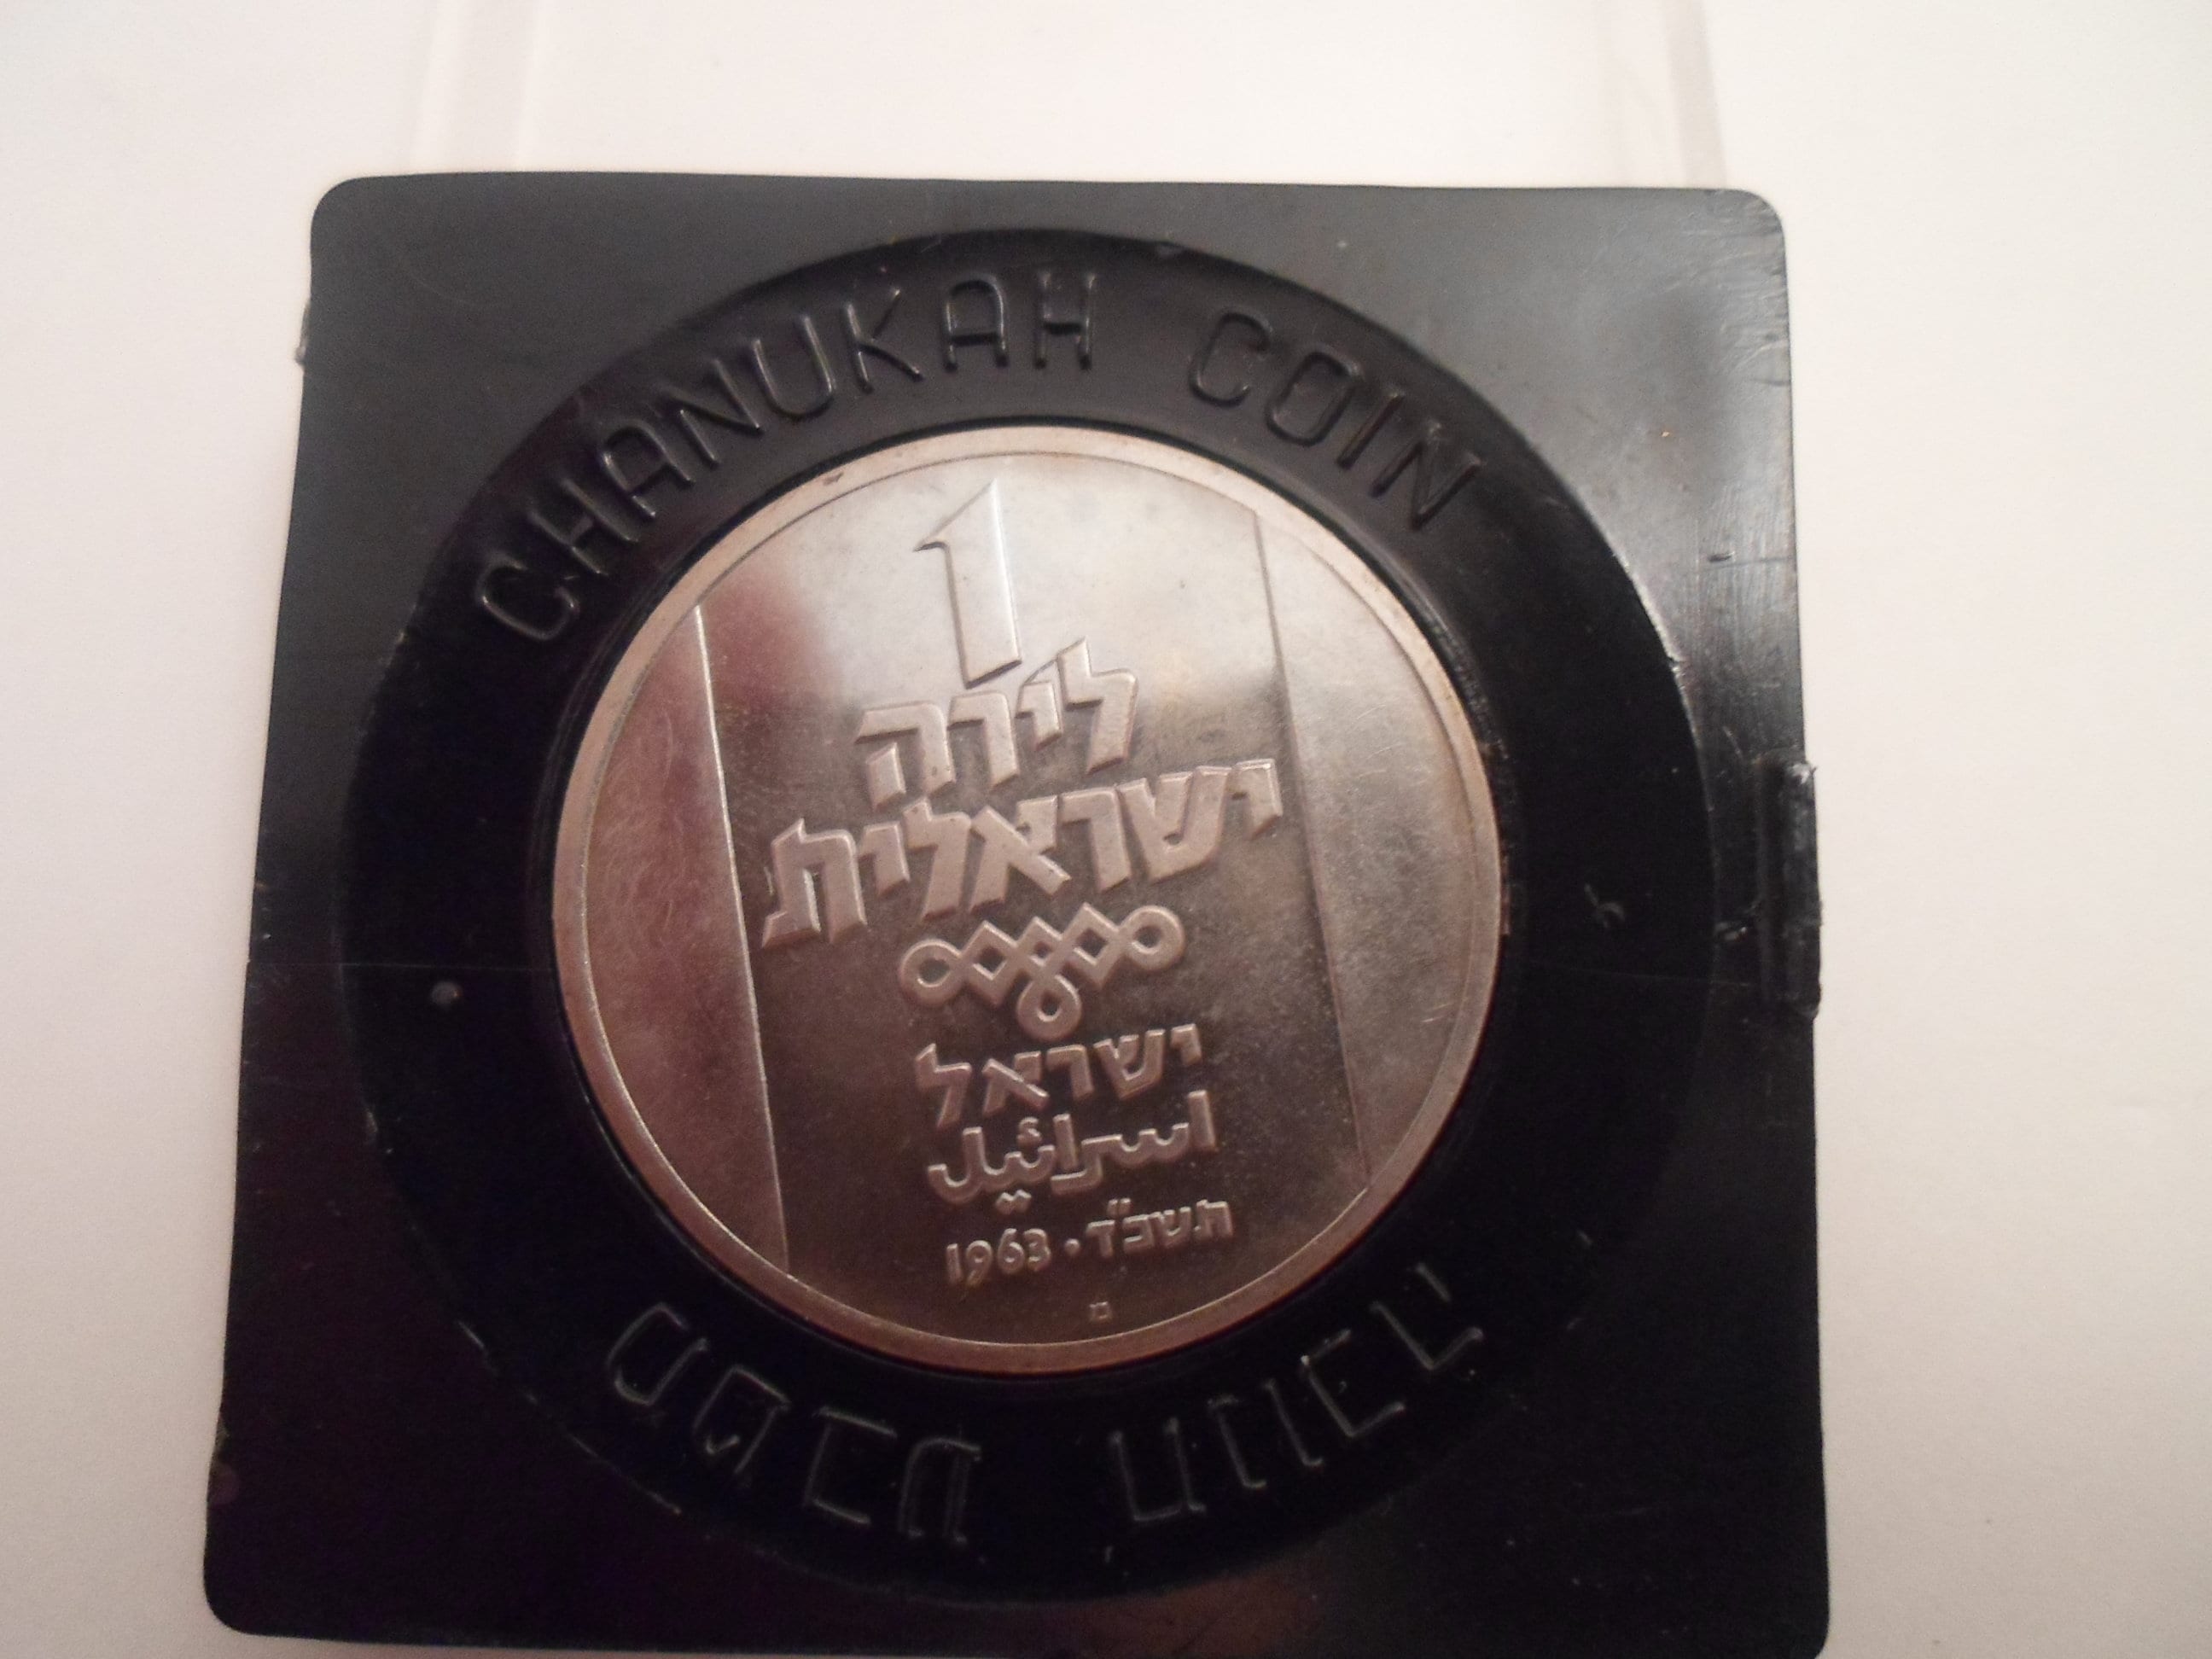 CHANUKAH COIN
1
לירה
ישראלית
ישראל
اسرائيل
1963 • תשכ"ד
מ
מטבע חנוכה